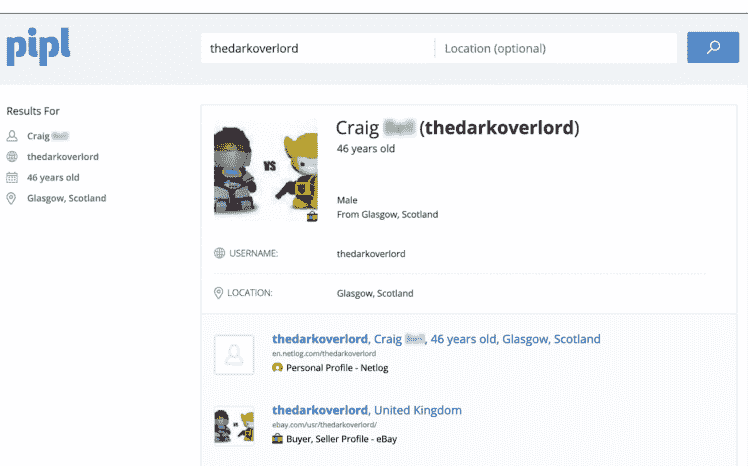 pipl
thedarkoverlord
Location (optional)
Results For
Craig
thedarkoverlord
46 years old
Glasgow, Scotland
Craig (thedarkoverlord)
46 years old
VS
Male
From Glasgow, Scotland
USERNAME: thedarkoverlord
LOCATION: Glasgow, Scotland
thedarkoverlord, Craig , 46 years old, Glasgow, Scotland
en.netlog.com/thedarkoverlord
Personal Profile - Netlog
thedarkoverlord, United Kingdom
ebay.com/usr/thedarkoverlord/
Buyer, Seller Profile - eBay